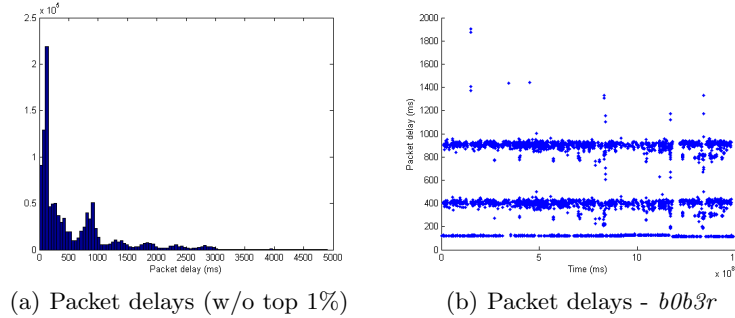 2.5 x 10^6
2
1.5
1
0.5
0
0 500 1000 1500 2000 2500 3000 3500 4000 4500 5000
Packet delay (ms)
(a) Packet delays (w/o top 1%)
2000
1800
1600
1400
1200
1000
800
600
400
200
0
Packet delay (ms)
0 5 10 1
Time (ms)
x 10^8
(b) Packet delays - b0b3r